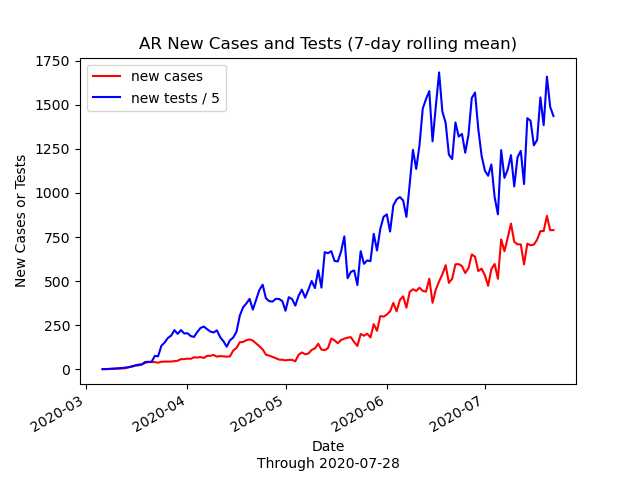 AR New Cases and Tests (7-day rolling mean)
new cases
new tests / 5
New Cases or Tests
1750
1500
1250
1000
750
500
250
0
2020-03
2020-04
2020-05
2020-06
2020-07
Date
Through 2020-07-28